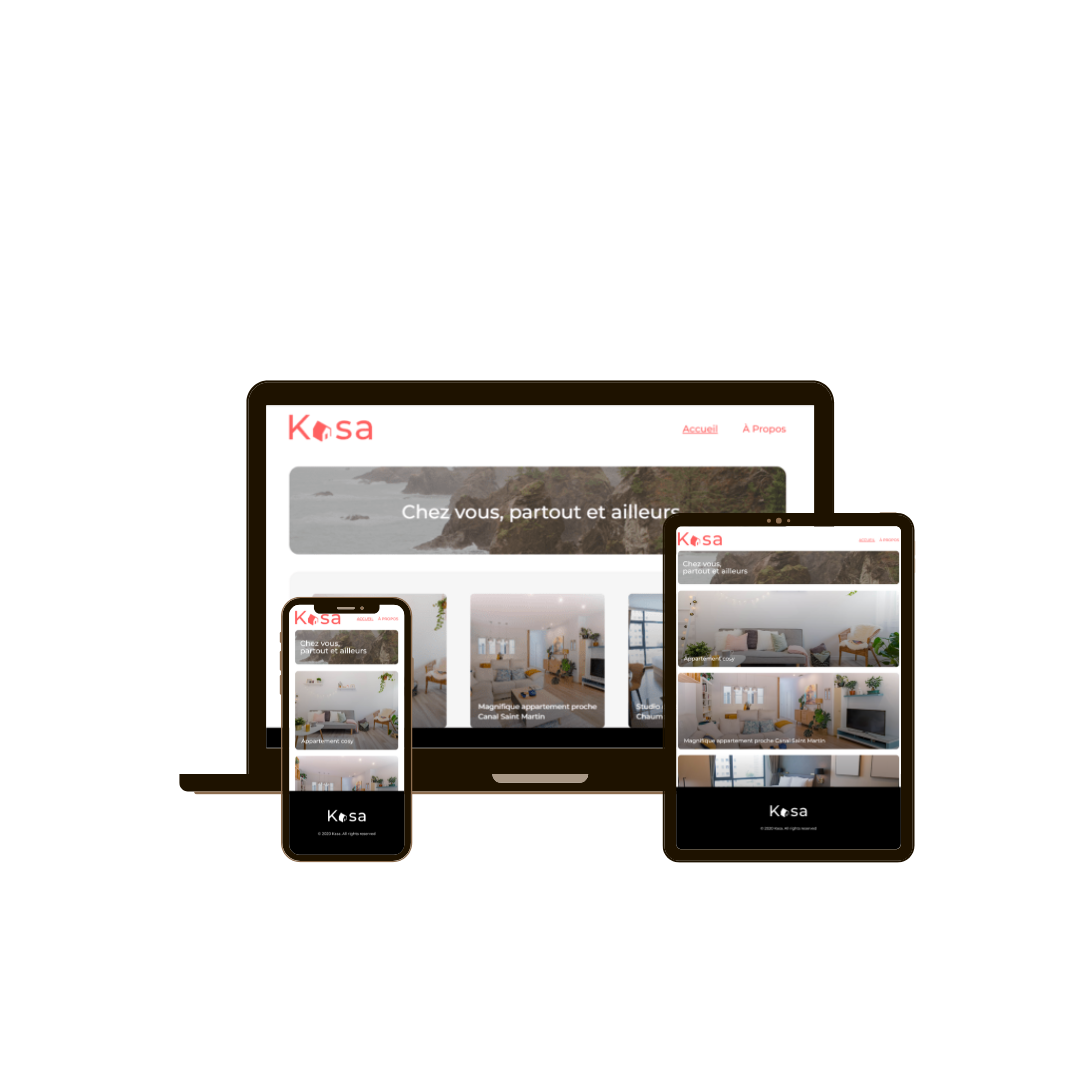 Kasa
Accueil
À Propos
Chez vous, partout et ailleurs
Magnifique appartement proche
Canal Saint Martin
Studio
Chaum
Kasa
ACCUEIL
À PROPOS
Chez vous,
partout et ailleurs
Appartement cosy
Kasa
© 2020 Kasa. All rights reserved
Kasa
ACCUEIL
À PROPOS
Chez vous,
partout et ailleurs
Appartement cosy
Magnifique appartement proche Canal Saint Martin
Kasa
© 2020 Kasa. All rights reserved